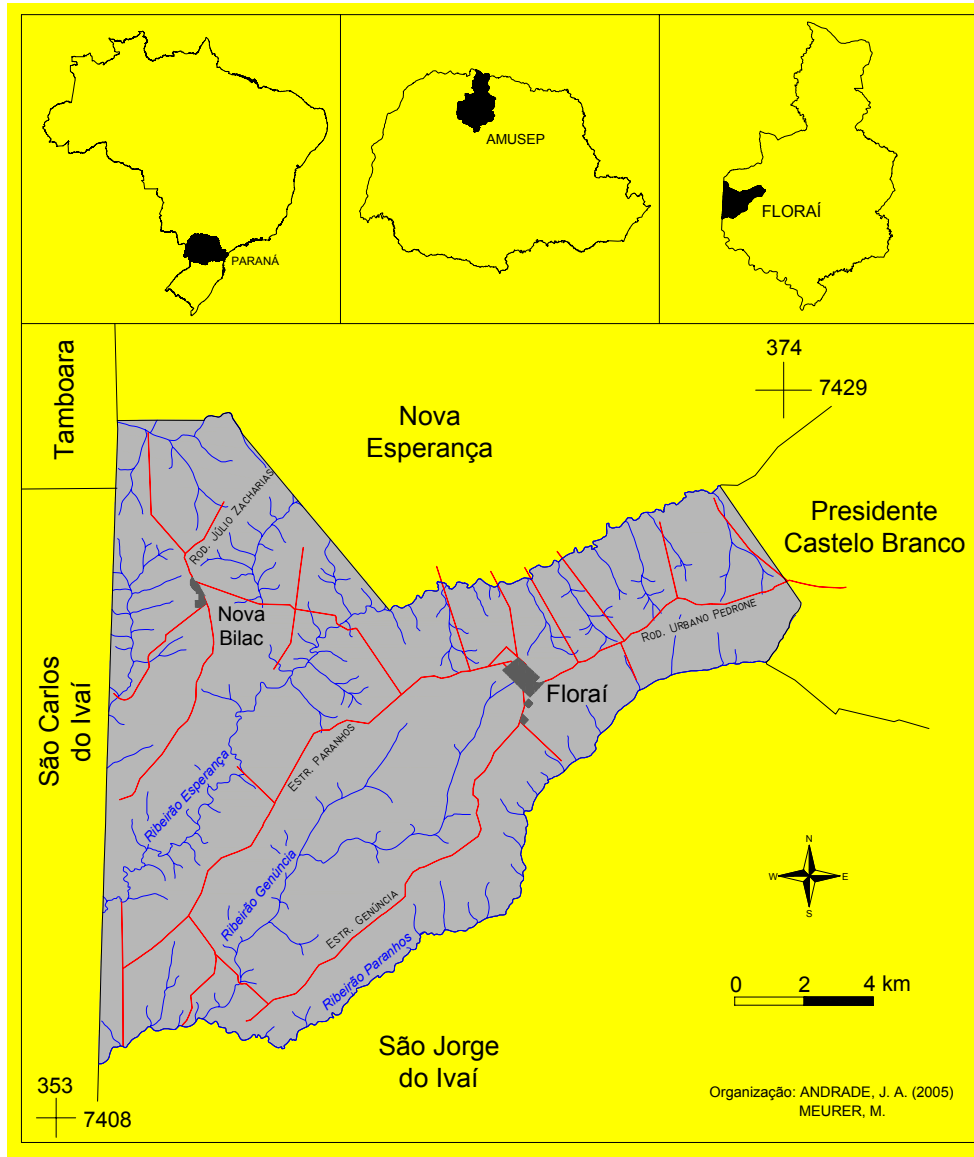 PARANÁ
AMUSEP
FLORAÍ
Tamboara
374
7429
Nova
Esperança
Presidente
Castelo Branco
ROD. JÚLIO ZACHARIAS
Nova
Bilac
ROD. URBANO PEDRONE
Floraí
São Carlos
do Ivaí
ESTR. PARANHOS
Ribeirão Esperança
Ribeirão Genúncia
ESTR. GENÚNCIA
Ribeirão Paranhos
N
W
E
S
0 2 4 km
São Jorge
do Ivaí
353
7408
Organização: ANDRADE, J. A. (2005)
MEURER, M.